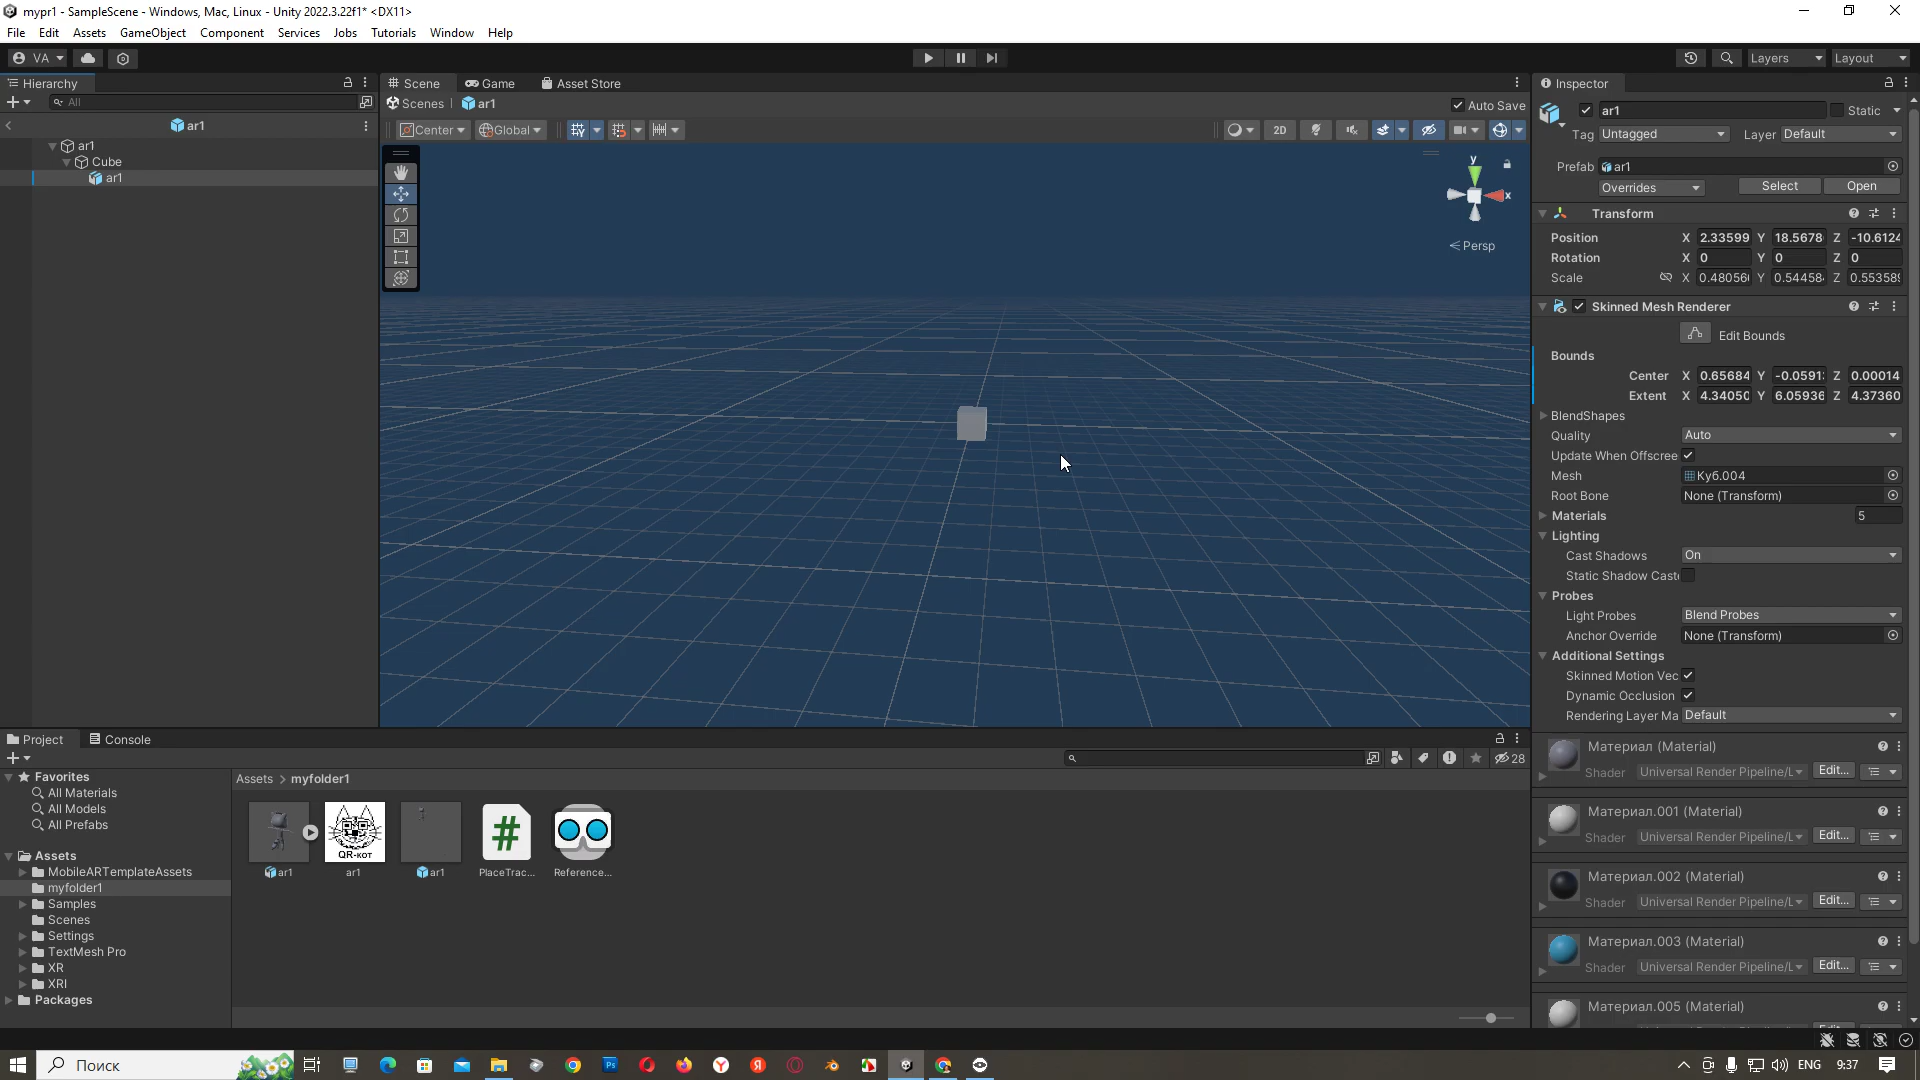 mypr1 - SampleScene - Windows, Mac, Linux - Unity 2022.3.22f1* <DX11>
File Edit Assets GameObject Component Services Jobs Tutorials Window Help
VA Layers Layout
Hierarchy
All
ar1
ar1
Cube
ar1
Scene Game Asset Store
Scenes ar1 Auto Save
Center Global 2D
y
x
Persp
Inspector
ar1 Static
Tag Untagged Layer Default
Prefab ar1
Overrides Select Open
Transform
Position X 2.33599 Y 18.5678 Z -10.6124
Rotation X 0 Y 0 Z 0
Scale X 0.48056 Y 0.54458 Z 0.553589
Skinned Mesh Renderer
Edit Bounds
Bounds
Center X 0.65684 Y -0.0591 Z 0.00014
Extent X 4.34050 Y 6.05936 Z 4.37360
BlendShapes
Quality Auto
Update When Offscree
Mesh Куб.004
Root Bone None (Transform)
Materials 5
Lighting
Cast Shadows On
Static Shadow Cast
Probes
Light Probes Blend Probes
Anchor Override None (Transform)
Additional Settings
Skinned Motion Vec
Dynamic Occlusion
Rendering Layer Ma Default
Материал (Material)
Shader Universal Render Pipeline/L Edit...
Материал.001 (Material)
Shader Universal Render Pipeline/L Edit...
Материал.002 (Material)
Shader Universal Render Pipeline/L Edit...
Материал.003 (Material)
Shader Universal Render Pipeline/L Edit...
Материал.005 (Material)
Project Console
28
Favorites
All Materials
All Models
All Prefabs
Assets
MobileARTemplateAssets
myfolder1
Samples
Scenes
Settings
TextMesh Pro
XR
XRI
Packages
Assets > myfolder1
QR-кот
ar1 ar1 ar1 PlaceTrac... Reference...
Поиск
ENG 9:37